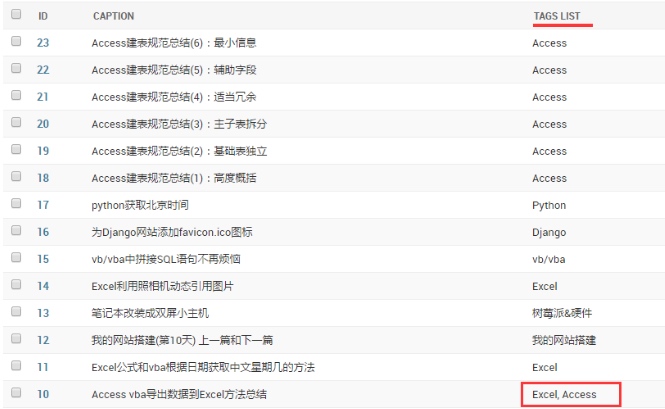 ID CAPTION TAGS LIST
23 Access建表规范总结(6)：最小信息 Access
22 Access建表规范总结(5)：辅助字段 Access
21 Access建表规范总结(4)：适当冗余 Access
20 Access建表规范总结(3)：主子表拆分 Access
19 Access建表规范总结(2)：基础表独立 Access
18 Access建表规范总结(1)：高度概括 Access
17 python获取北京时间 Python
16 为Django网站添加favicon.ico图标 Django
15 vb/vba中拼接SQL语句不再烦恼 vb/vba
14 Excel利用照相机动态引用图片 Excel
13 笔记本改装成双屏小主机 树莓派&硬件
12 我的网站搭建(第10天) 上一篇和下一篇 我的网站搭建
11 Excel公式和vba根据日期获取中文星期几的方法 Excel
10 Access vba导出数据到Excel方法总结 Excel, Access